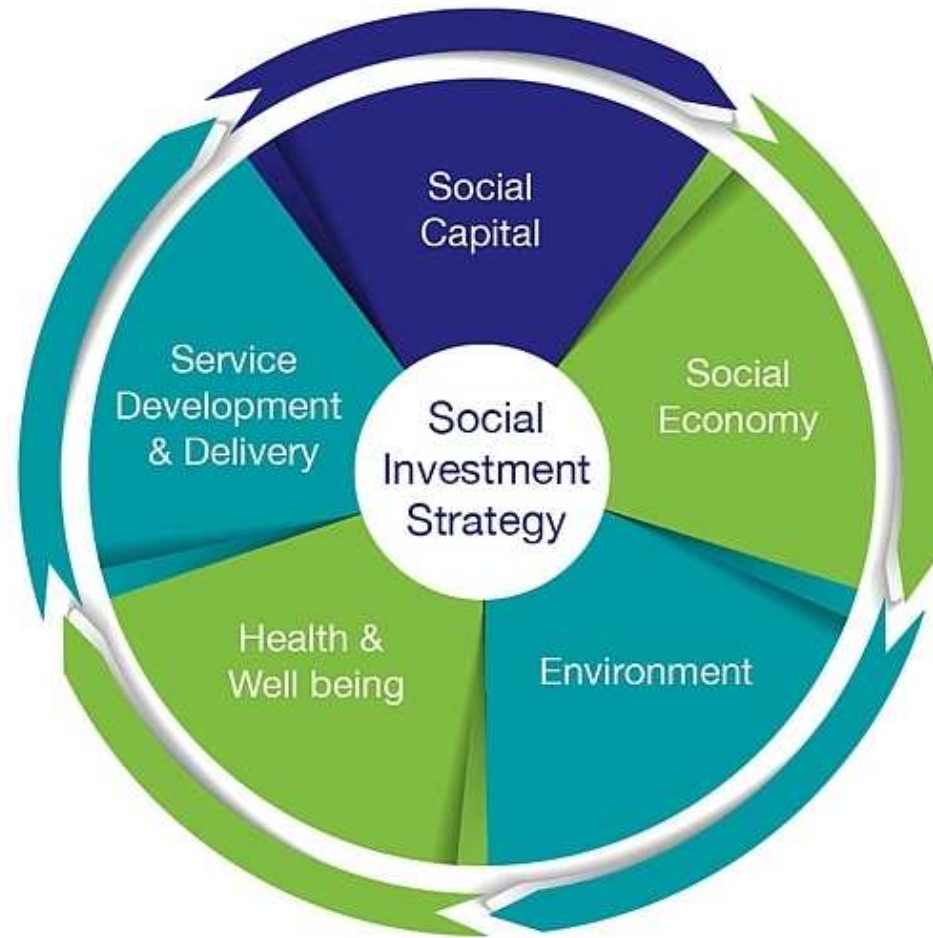 Social
Capital
Social
Economy
Environment
Health &
Well being
Service
Development
& Delivery
Social
Investment
Strategy